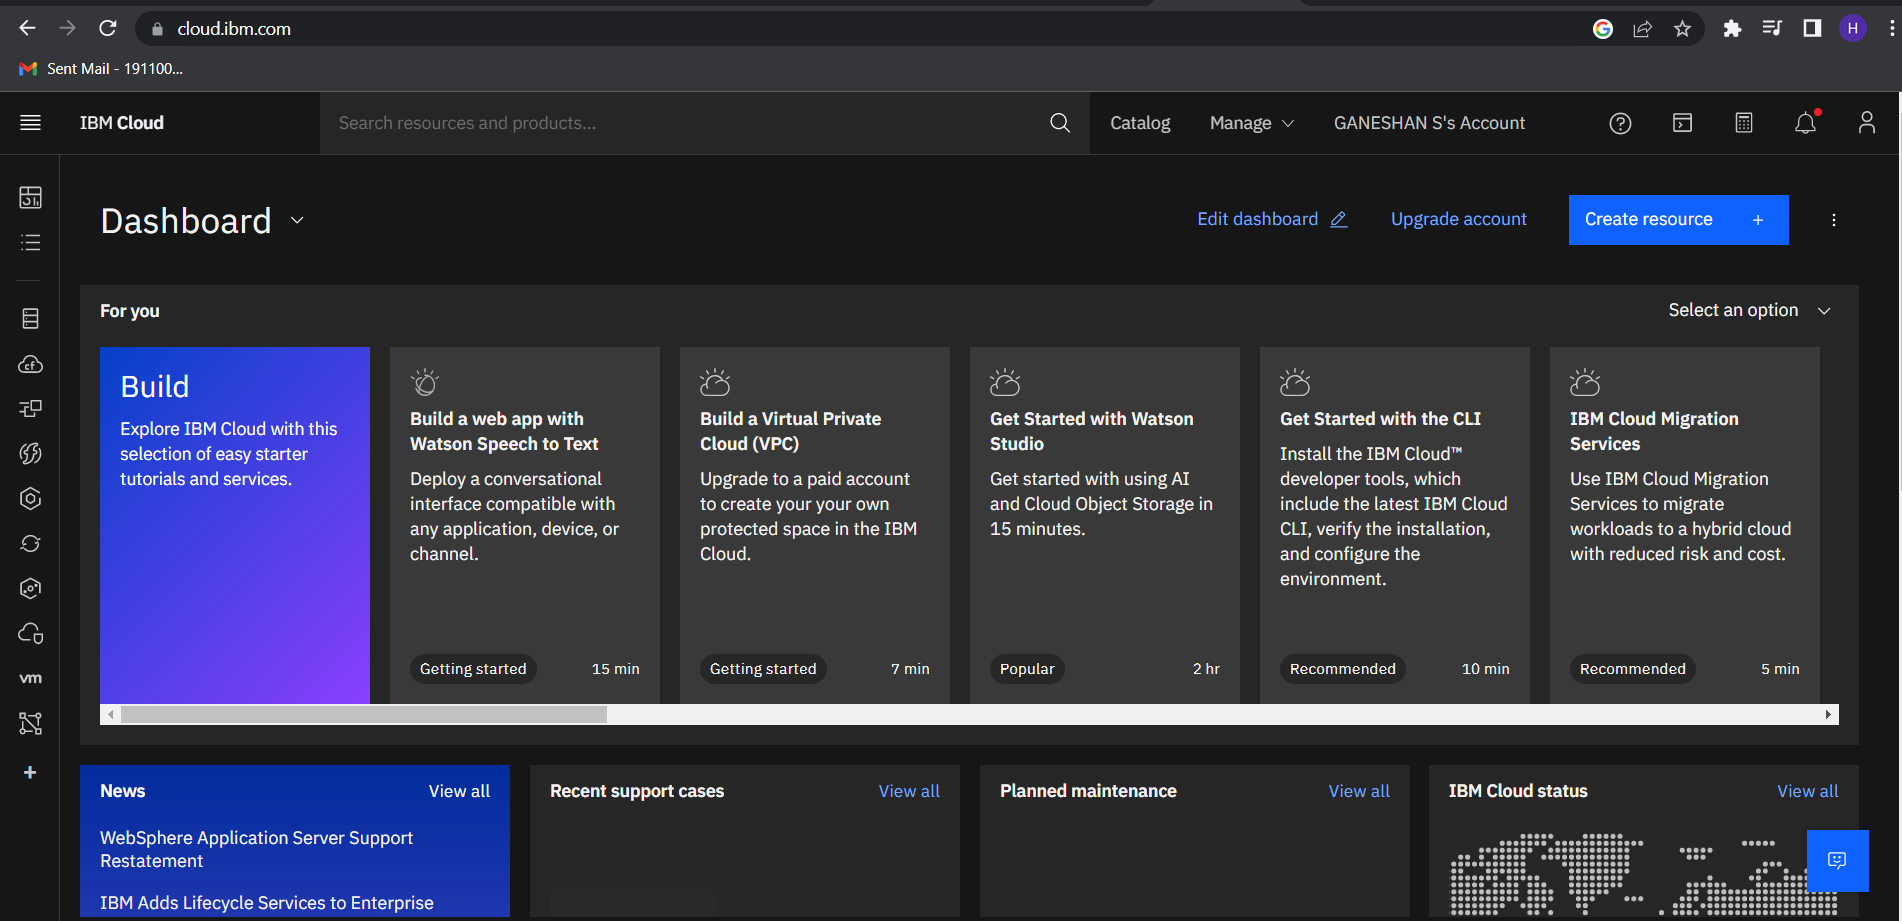 cloud.ibm.com
H
Sent Mail - 191100...
IBM Cloud
Search resources and products...
Catalog
Manage
GANESHAN S's Account
Dashboard
Edit dashboard
Upgrade account
Create resource +
For you
Select an option
Build
Explore IBM Cloud with this
selection of easy starter
tutorials and services.
Build a web app with
Watson Speech to Text
Deploy a conversational
interface compatible with
any application, device, or
channel.
Getting started
15 min
Build a Virtual Private
Cloud (VPC)
Upgrade to a paid account
to create your your own
protected space in the IBM
Cloud.
Getting started
7 min
Get Started with Watson
Studio
Get started with using AI
and Cloud Object Storage in
15 minutes.
Popular
2 hr
Get Started with the CLI
Install the IBM Cloud™
developer tools, which
include the latest IBM Cloud
CLI, verify the installation,
and configure the
environment.
Recommended
10 min
IBM Cloud Migration
Services
Use IBM Cloud Migration
Services to migrate
workloads to a hybrid cloud
with reduced risk and cost.
Recommended
5 min
cf
vm
News
View all
WebSphere Application Server Support
Restatement
IBM Adds Lifecycle Services to Enterprise
Recent support cases
View all
Planned maintenance
View all
IBM Cloud status
View all